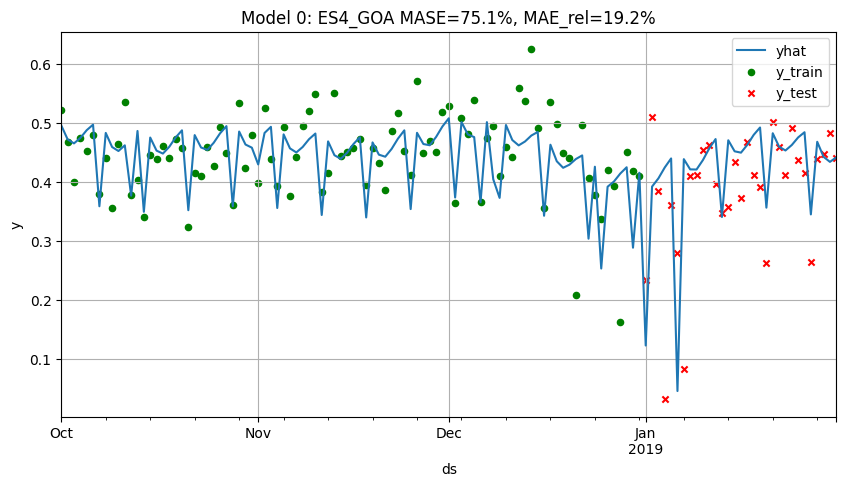 Model 0: ES4_GOA MASE=75.1%, MAE_rel=19.2%
yhat
y_train
y_test
0.6
0.5
0.4
0.3
0.2
0.1
y
Oct
Nov
Dec
Jan
2019
ds